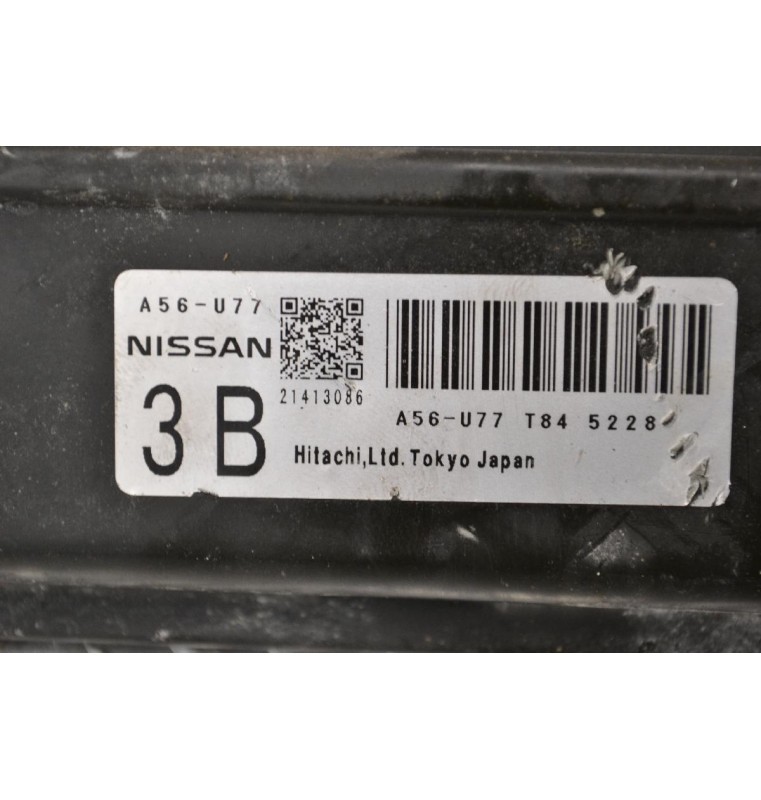 A56-U77
NISSAN
3B
21413086
A56-U77 T84 5228
Hitachi,Ltd. Tokyo Japan